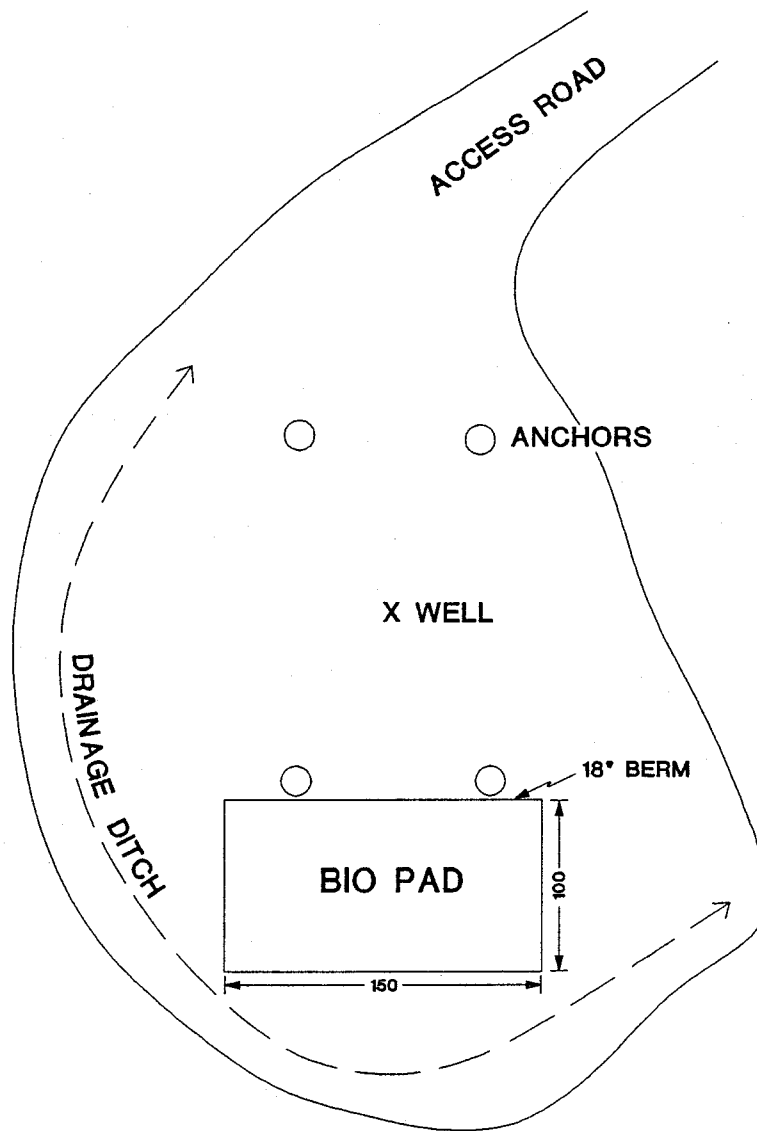 ACCESS ROAD
ANCHORS
X WELL
DRAINAGE DITCH
18" BERM
BIO PAD
100
150